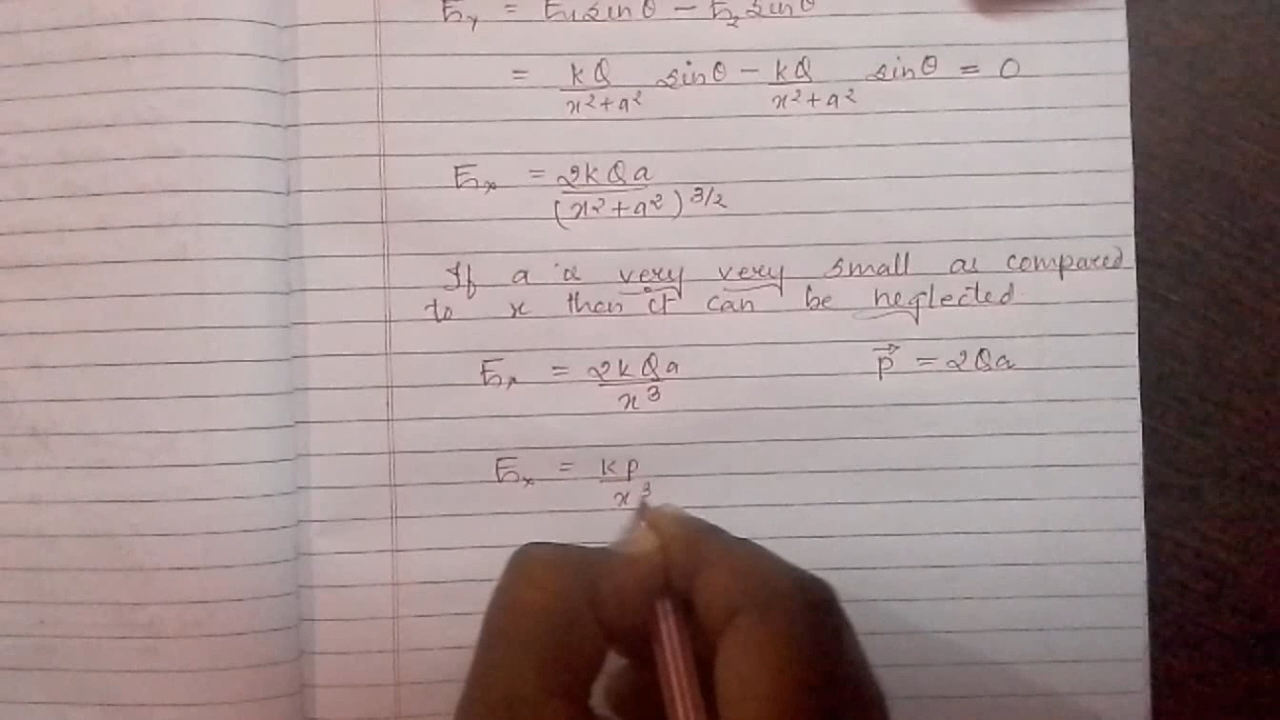 Ey = E1 sinθ - E2 sinθ
= kQ/x²+a² sinθ - kQ/x²+a² sinθ = 0
Ex = 2kQa/(x²+a²)3/2
If a is very very small as compared
to x then it can be neglected
Ex = 2kQa/x³ p⃗ = 2Qa
Ex = kp/x³